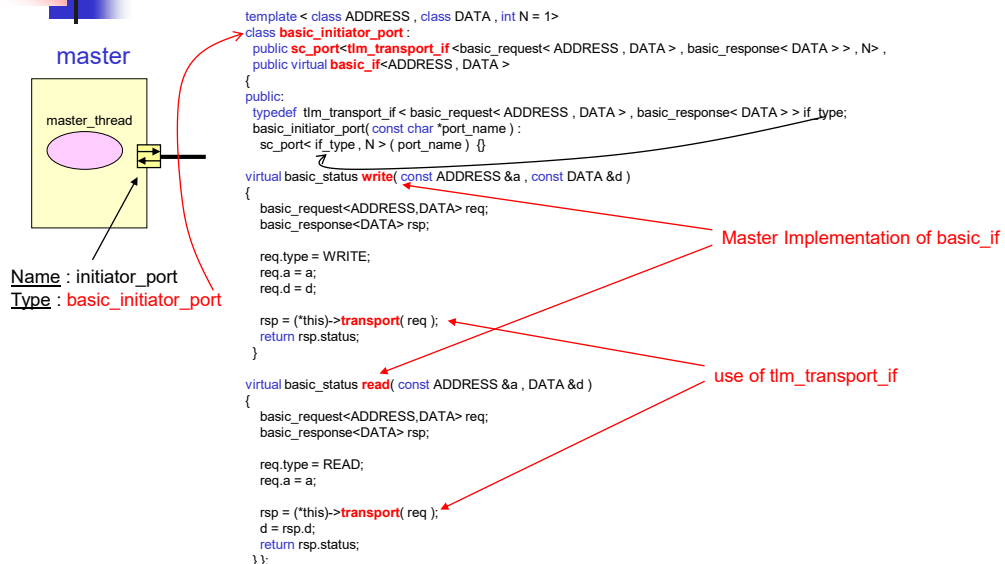 master
master_thread
Name : initiator_port
Type : basic_initiator_port
template < class ADDRESS , class DATA , int N = 1>
class basic_initiator_port :
public sc_port<tlm_transport_if <basic_request< ADDRESS , DATA > , basic_response< DATA > > , N> ,
public virtual basic_if<ADDRESS , DATA >
{
public:
typedef tlm_transport_if < basic_request< ADDRESS , DATA > , basic_response< DATA > > if_type;
basic_initiator_port( const char *port_name ) :
sc_port< if_type , N > ( port_name ) {}
virtual basic_status write( const ADDRESS &a , const DATA &d )
{
basic_request<ADDRESS,DATA> req;
basic_response<DATA> rsp;
req.type = WRITE;
req.a = a;
req.d = d;
rsp = (*this)->transport( req );
return rsp.status;
}
virtual basic_status read( const ADDRESS &a , DATA &d )
{
basic_request<ADDRESS,DATA> req;
basic_response<DATA> rsp;
req.type = READ;
req.a = a;
rsp = (*this)->transport( req );
d = rsp.d;
return rsp.status;
} };
Master Implementation of basic_if
use of tlm_transport_if